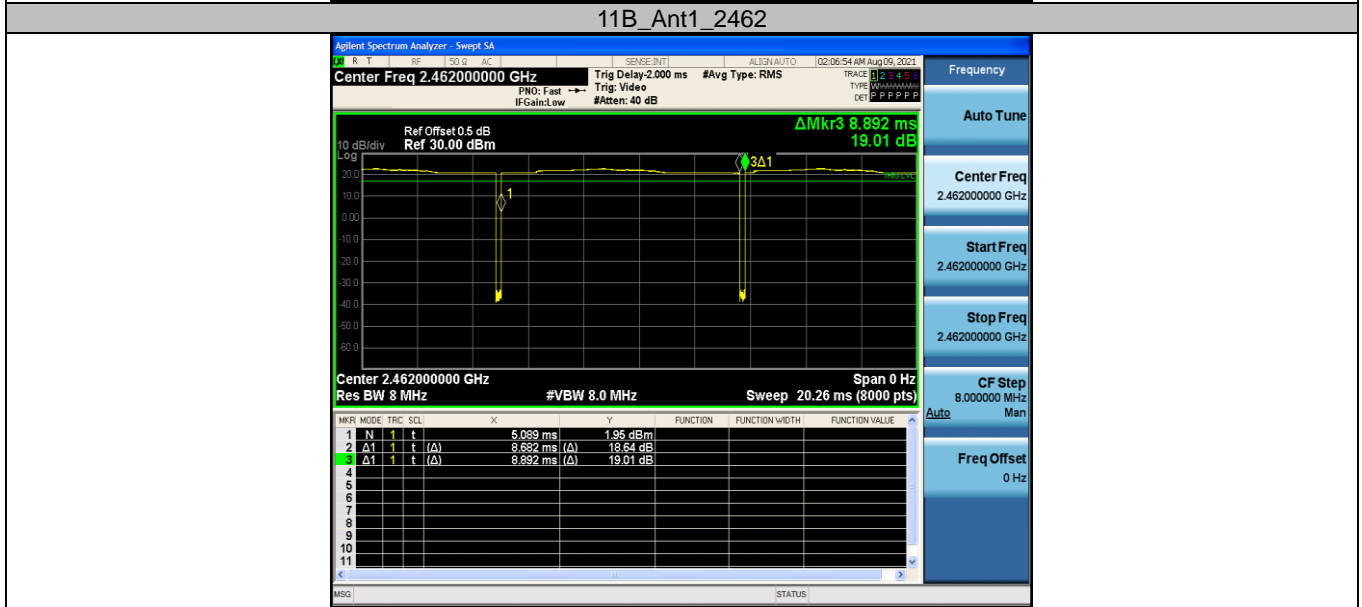 11B_Ant1_2462
Agilent Spectrum Analyzer - Swept SA
R T RF 50 Ω AC SENSE:INT ALIGN AUTO 02:06:54 AM Aug 09, 2021
Center Freq 2.462000000 GHz
PNO: Fast
IFGain:Low
Trig Delay-2.000 ms
Trig: Video
#Atten: 40 dB
#Avg Type: RMS
TRACE 1 2 3 4 5 6
TYPE
DET P P P P P P
Ref Offset 0.5 dB
10 dB/div Ref 30.00 dBm
Log
ΔMkr3 8.892 ms
19.01 dB
3Δ1
20.0
TRIG LVL
10.0
1
0.00
-10.0
-20.0
-30.0
-40.0
-50.0
-60.0
Center 2.462000000 GHz Span 0 Hz
Res BW 8 MHz #VBW 8.0 MHz Sweep 20.26 ms (8000 pts)
MKR MODE TRC SCL X Y FUNCTION FUNCTION WIDTH FUNCTION VALUE
1 N 1 t 5.089 ms 1.95 dBm
2 Δ1 1 t (Δ) 8.682 ms (Δ) 18.64 dB
3 Δ1 1 t (Δ) 8.892 ms (Δ) 19.01 dB
4
5
6
7
8
9
10
11
MSG STATUS
Frequency
Auto Tune
Center Freq
2.462000000 GHz
Start Freq
2.462000000 GHz
Stop Freq
2.462000000 GHz
CF Step
8.000000 MHz
Auto Man
Freq Offset
0 Hz